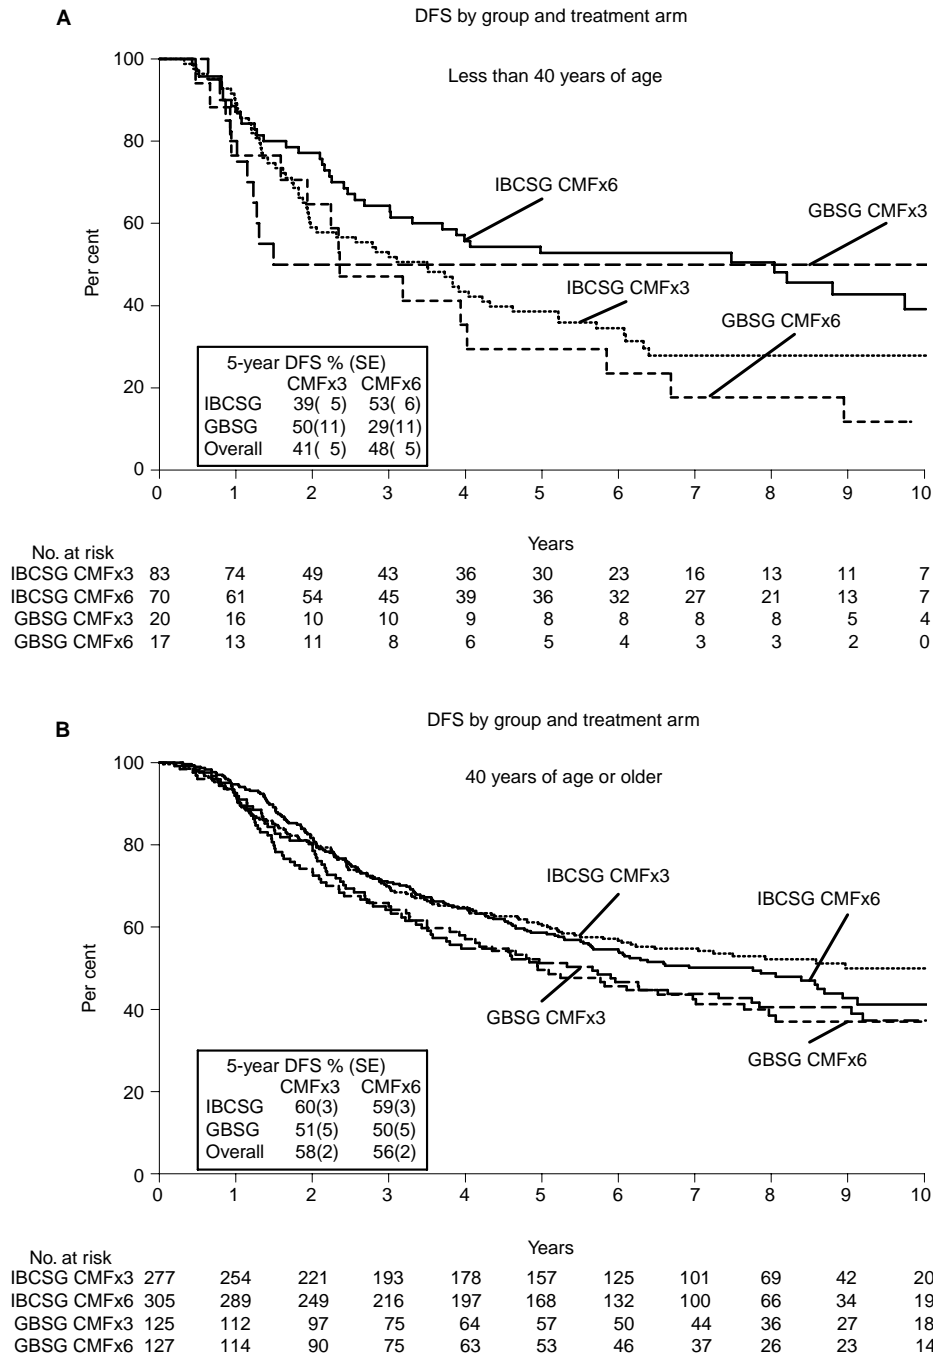 A
DFS by group and treatment arm
Less than 40 years of age
100
80
60
40
20
0
Per cent
IBCSG CMFx6
GBSG CMFx3
IBCSG CMFx3
GBSG CMFx6
5-year DFS % (SE)
CMFx3 CMFx6
IBCSG 39( 5) 53( 6)
GBSG 50(11) 29(11)
Overall 41( 5) 48( 5)
0 1 2 3 4 5 6 7 8 9 10
Years
No. at risk
IBCSG CMFx3 83 74 49 43 36 30 23 16 13 11 7
IBCSG CMFx6 70 61 54 45 39 36 32 27 21 13 7
GBSG CMFx3 20 16 10 10 9 8 8 8 8 5 4
GBSG CMFx6 17 13 11 8 6 5 4 3 3 2 0
B
DFS by group and treatment arm
40 years of age or older
100
80
60
40
20
0
Per cent
IBCSG CMFx3
IBCSG CMFx6
GBSG CMFx3
GBSG CMFx6
5-year DFS % (SE)
CMFx3 CMFx6
IBCSG 60(3) 59(3)
GBSG 51(5) 50(5)
Overall 58(2) 56(2)
0 1 2 3 4 5 6 7 8 9 10
Years
No. at risk
IBCSG CMFx3 277 254 221 193 178 157 125 101 69 42 20
IBCSG CMFx6 305 289 249 216 197 168 132 100 66 34 19
GBSG CMFx3 125 112 97 75 64 57 50 44 36 27 18
GBSG CMFx6 127 114 90 75 63 53 46 37 26 23 14